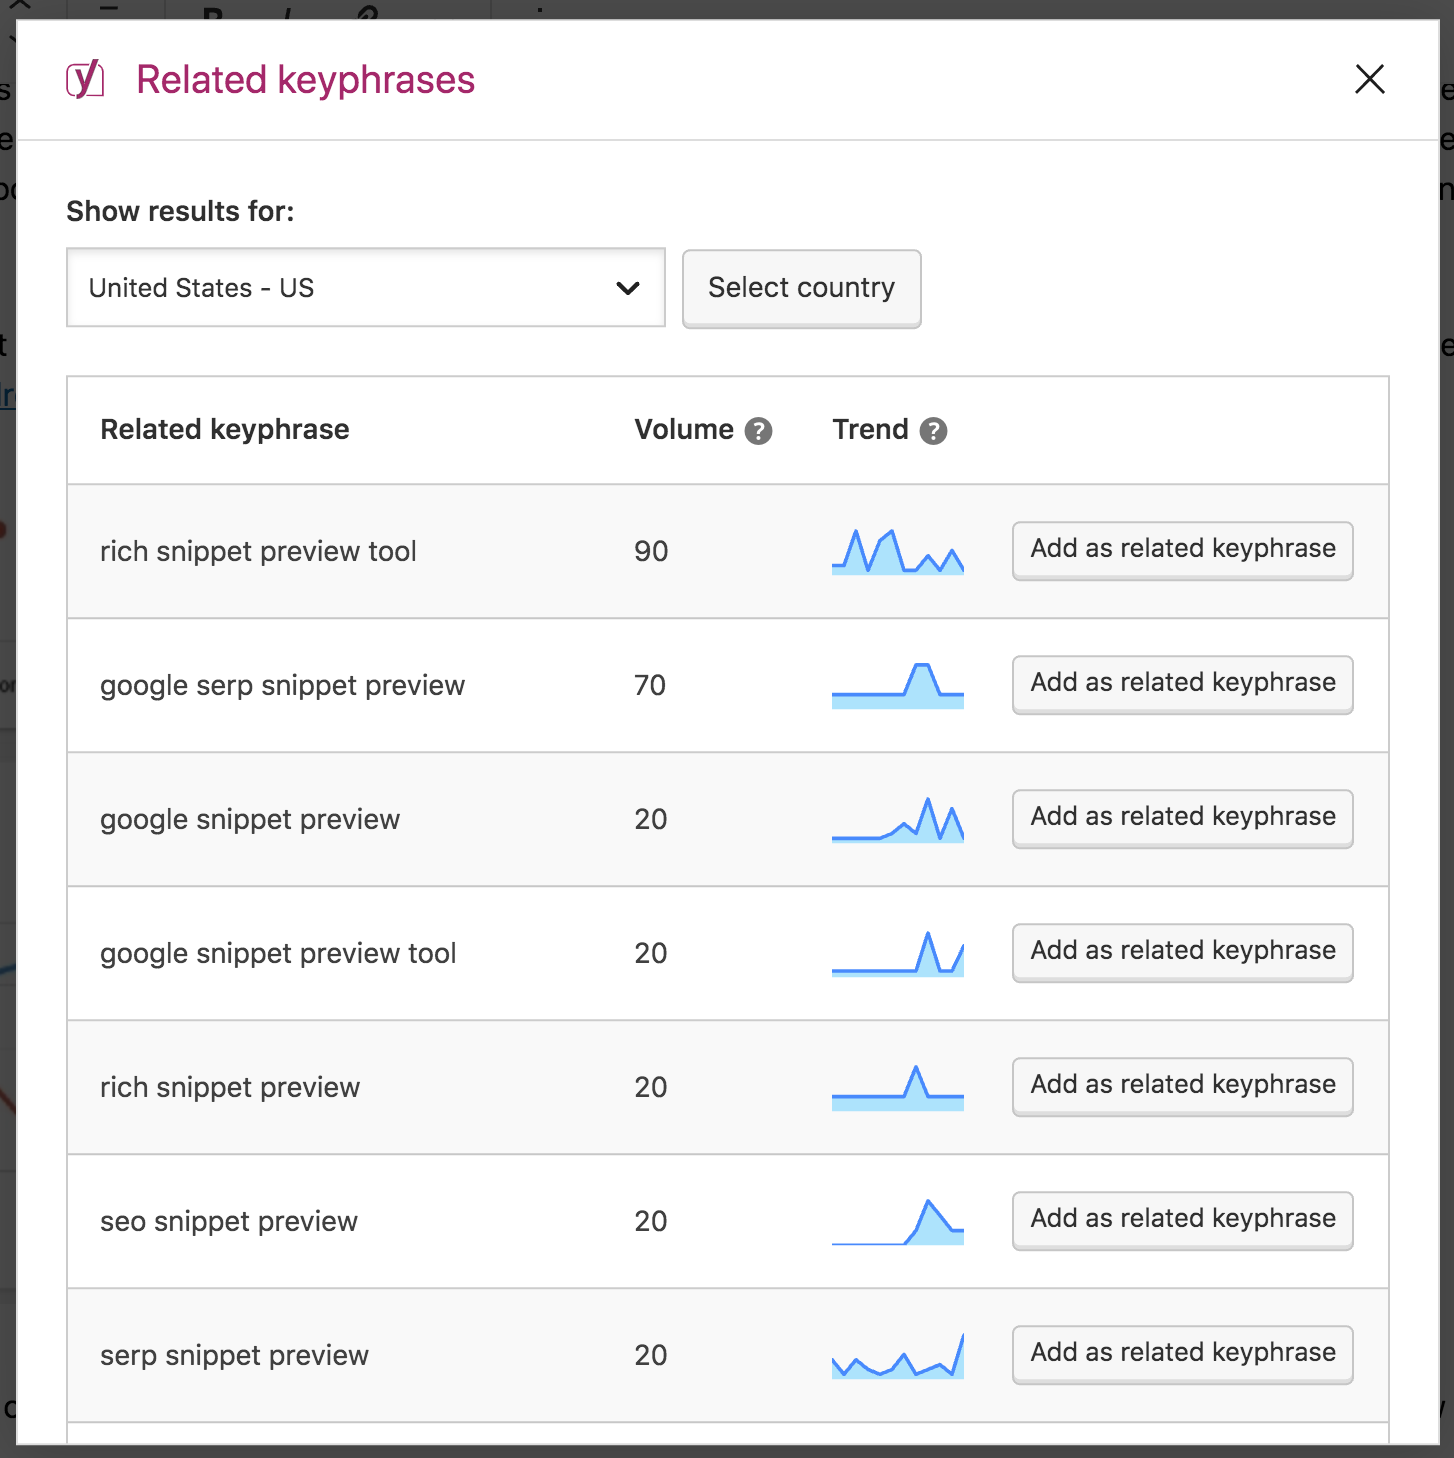 Related keyphrases
Show results for:
United States - US
Select country
Related keyphrase Volume ? Trend ?
rich snippet preview tool 90 Add as related keyphrase
google serp snippet preview 70 Add as related keyphrase
google snippet preview 20 Add as related keyphrase
google snippet preview tool 20 Add as related keyphrase
rich snippet preview 20 Add as related keyphrase
seo snippet preview 20 Add as related keyphrase
serp snippet preview 20 Add as related keyphrase